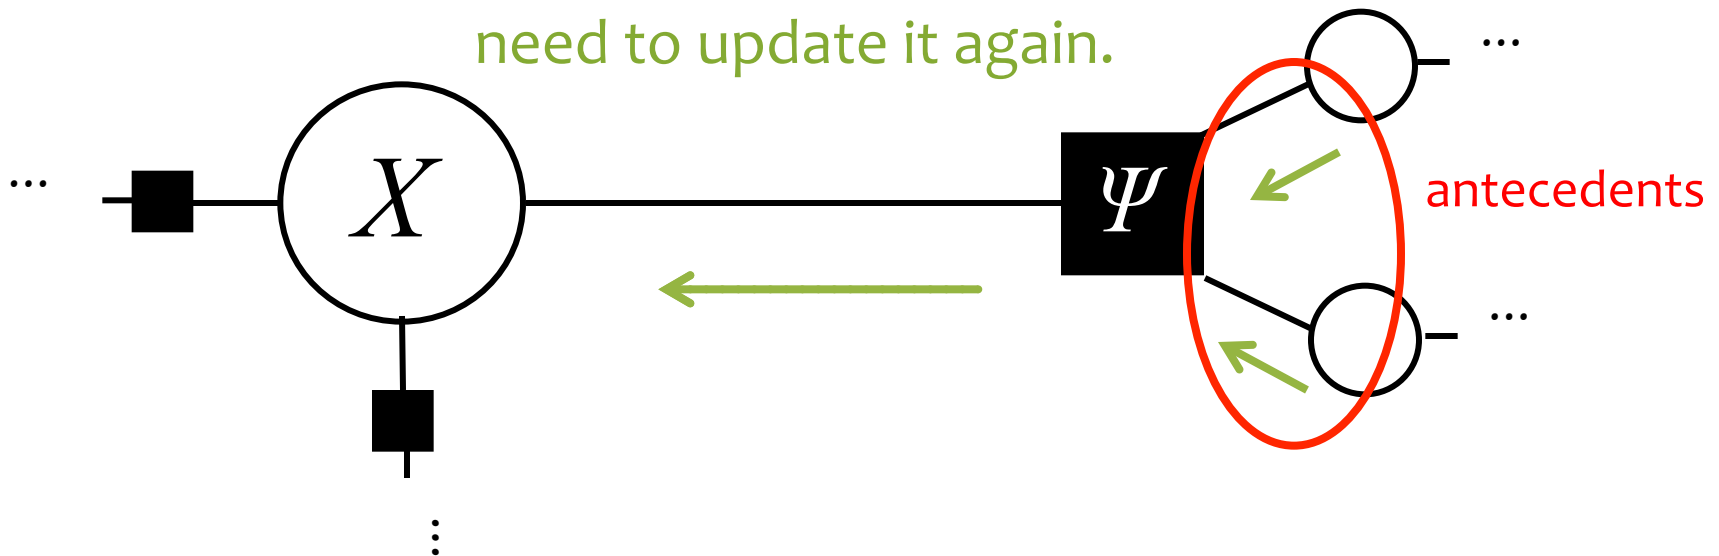 need to update it again.
...
...
X
Ψ
antecedents
...
...